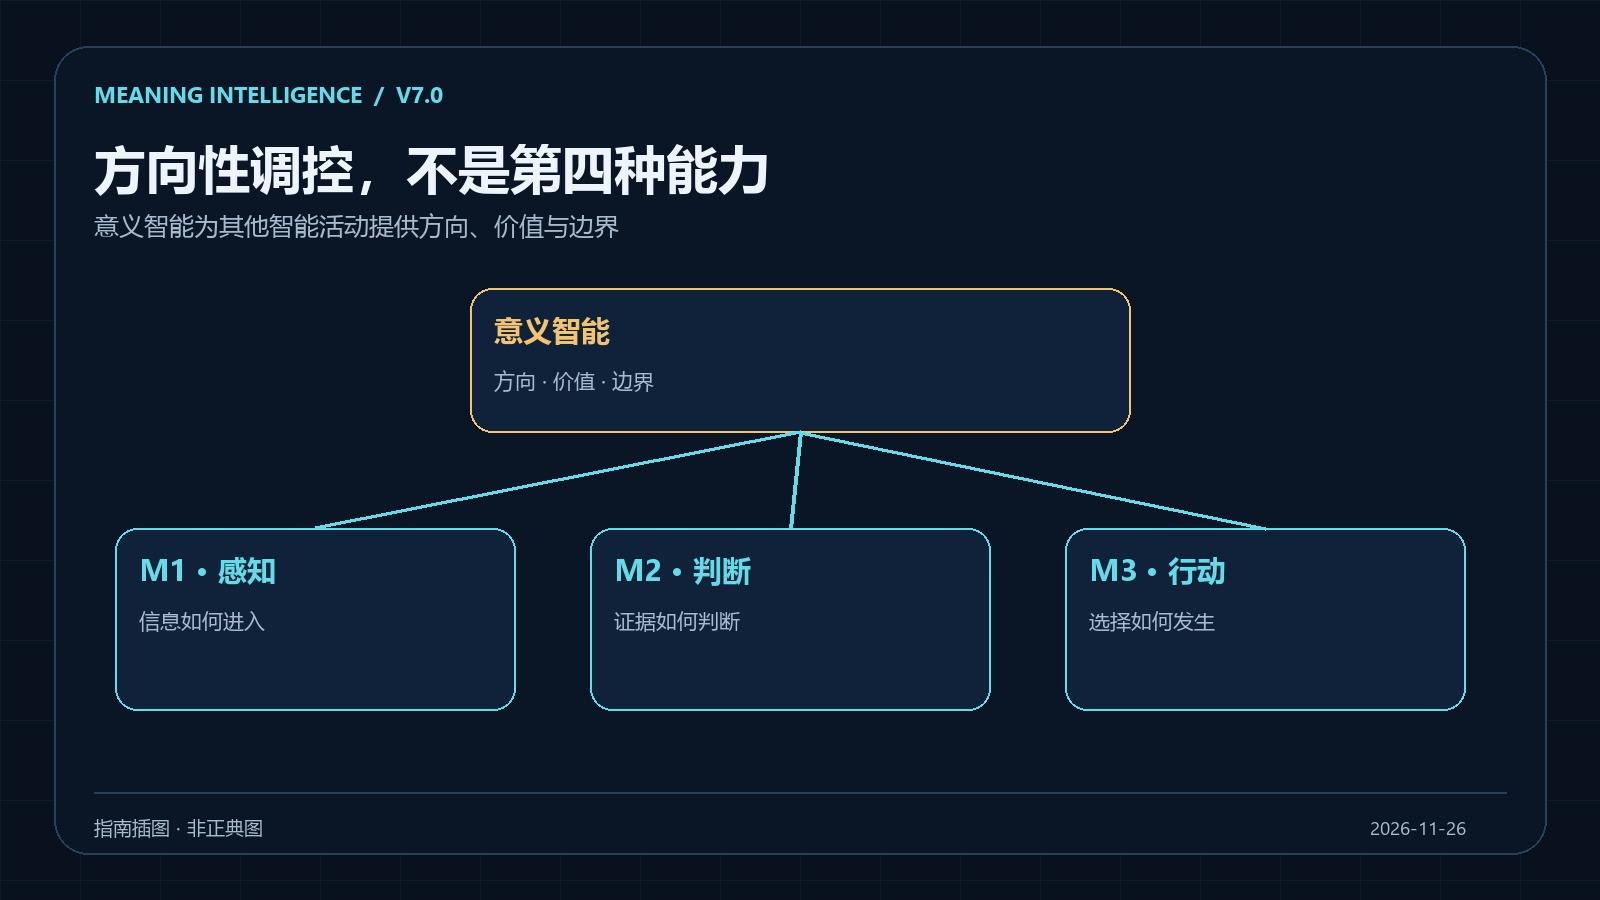 MEANING INTELLIGENCE / V7.0
方向性调控，不是第四种能力
意义智能为其他智能活动提供方向、价值与边界
意义智能
方向 · 价值 · 边界
M1 · 感知
信息如何进入
M2 · 判断
证据如何判断
M3 · 行动
选择如何发生
指南插图 · 非正典图
2026-11-26